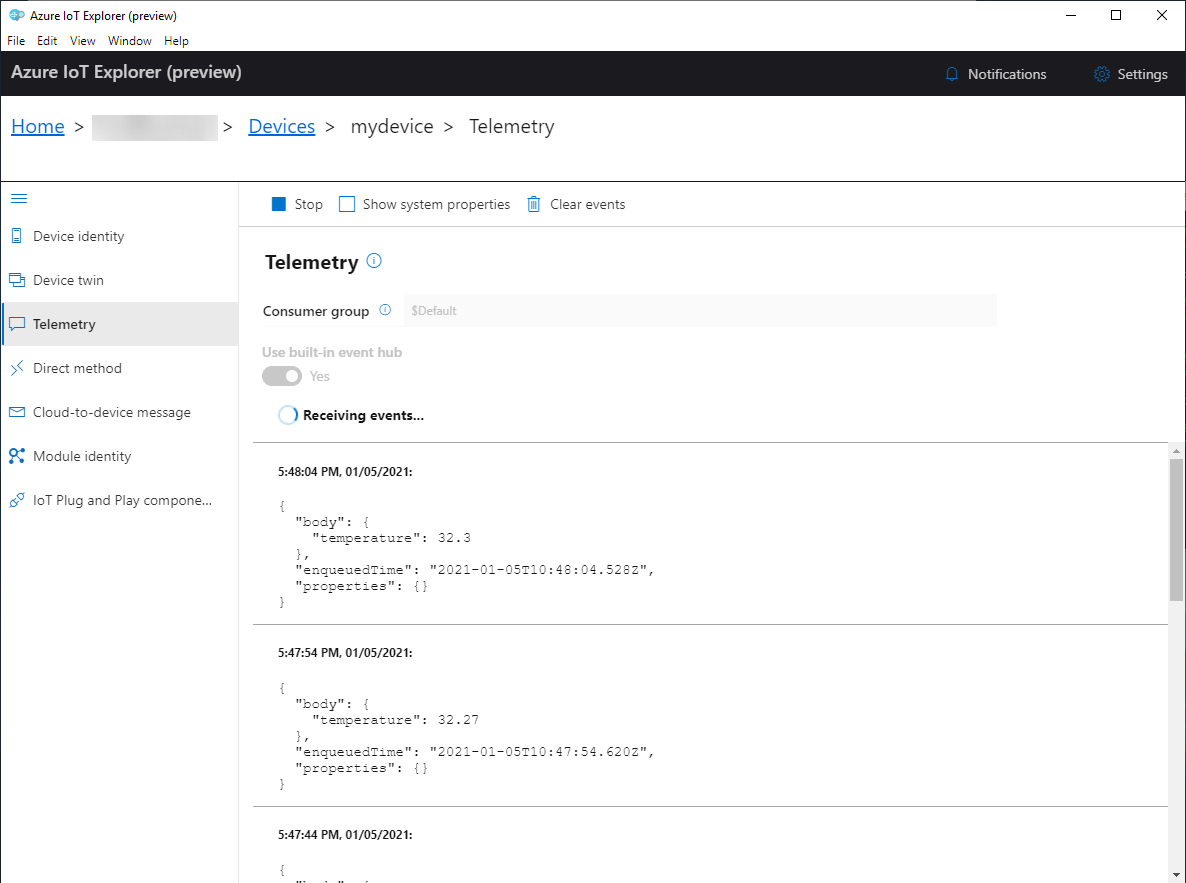 Azure IoT Explorer (preview)
File Edit View Window Help
Azure IoT Explorer (preview) Notifications Settings
Home > > Devices > mydevice > Telemetry
Stop Show system properties Clear events
Device identity
Device twin
Telemetry
Direct method
Cloud-to-device message
Module identity
IoT Plug and Play compone...
Telemetry
Consumer group $Default
Use built-in event hub
Yes
Receiving events...
5:48:04 PM, 01/05/2021:
{
"body": {
"temperature": 32.3
},
"enqueuedTime": "2021-01-05T10:48:04.528Z",
"properties": {}
}
5:47:54 PM, 01/05/2021:
{
"body": {
"temperature": 32.27
},
"enqueuedTime": "2021-01-05T10:47:54.620Z",
"properties": {}
}
5:47:44 PM, 01/05/2021:
{